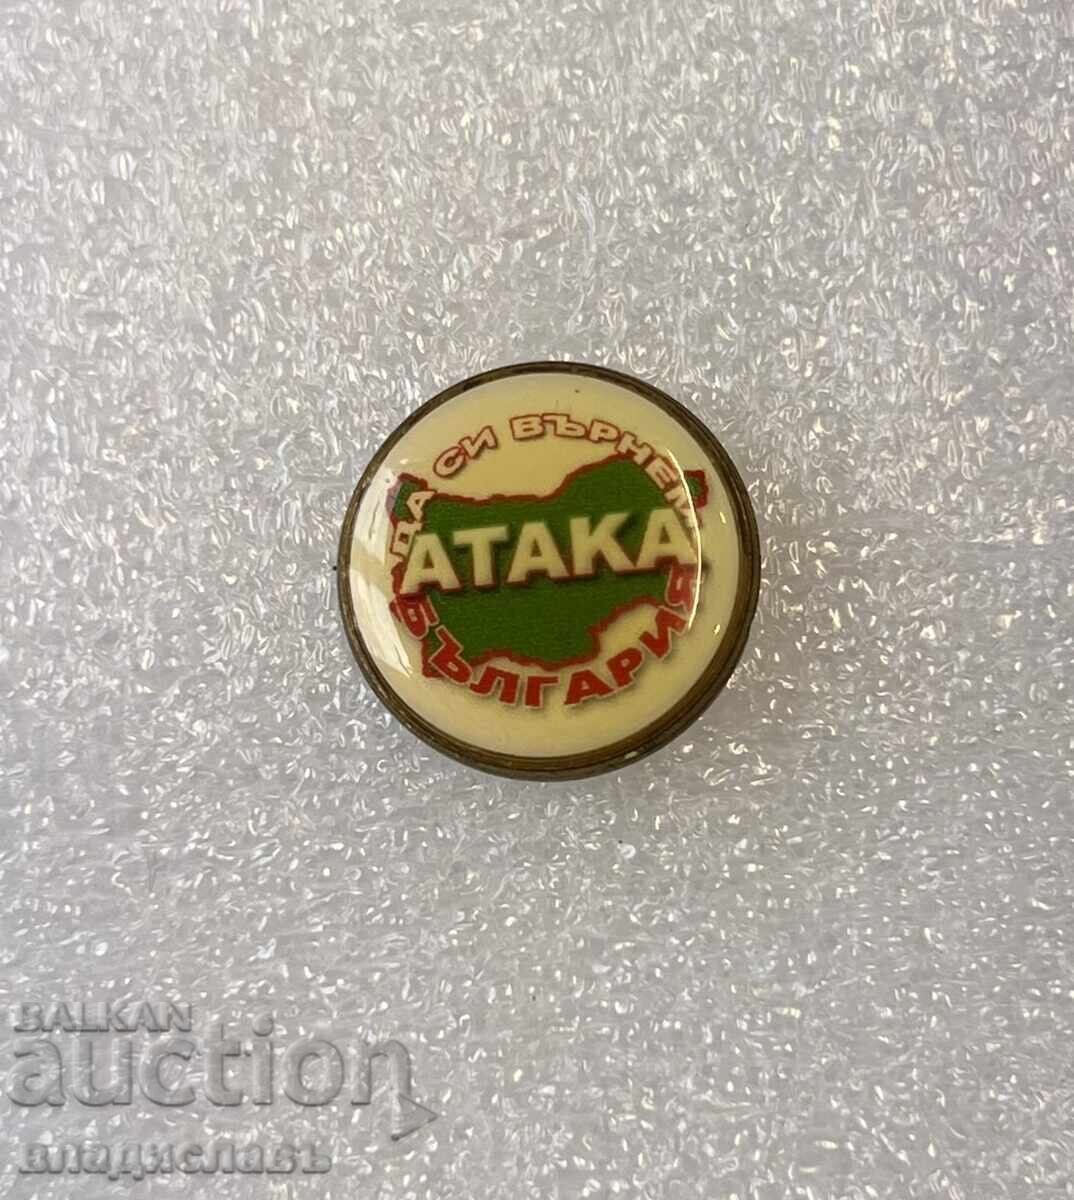 ДА СИ ВЪРНЕМ
АТАКА
БЪЛГАРИЯ
BALKAN
auction
владиславъ